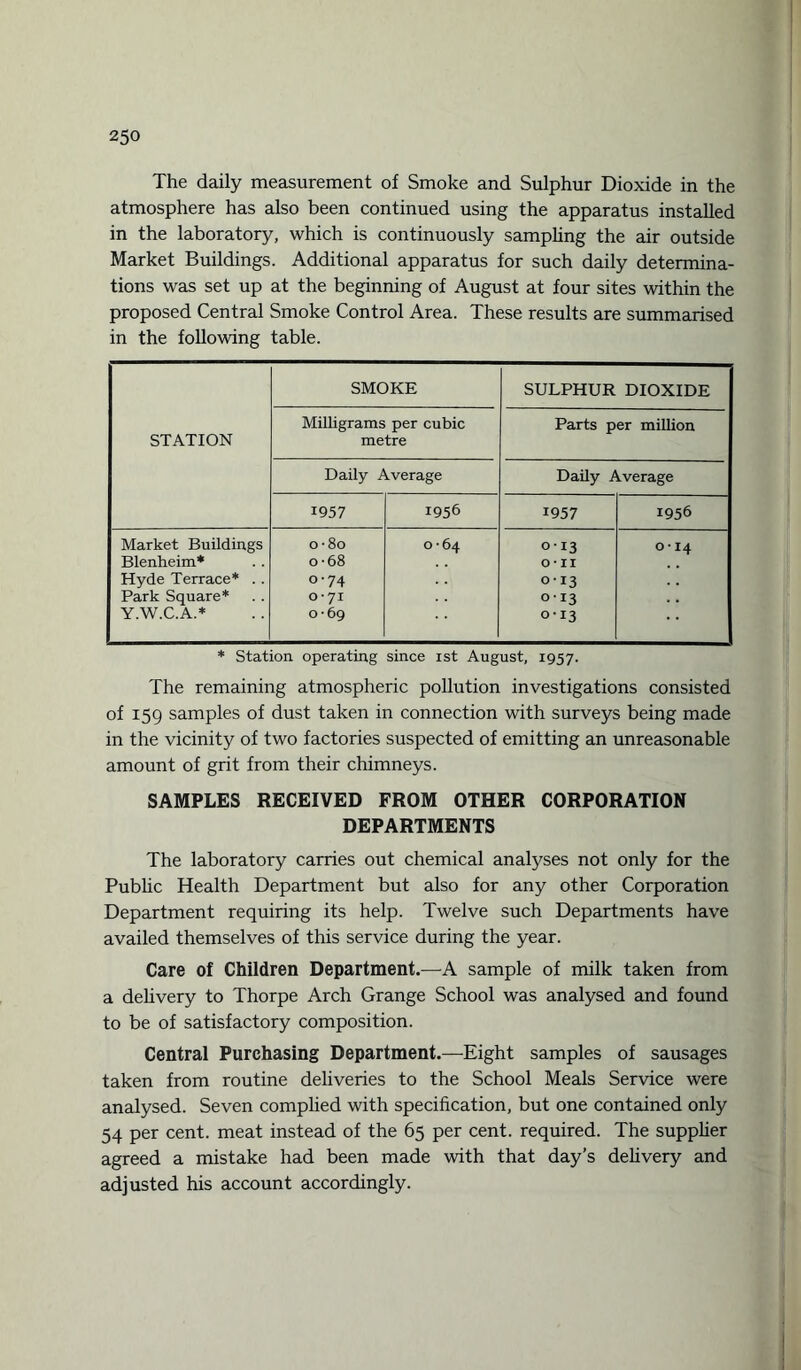 250
The daily measurement of Smoke and Sulphur Dioxide in the
atmosphere has also been continued using the apparatus installed
in the laboratory, which is continuously sampling the air outside
Market Buildings. Additional apparatus for such daily determina-
tions was set up at the beginning of August at four sites within the
proposed Central Smoke Control Area. These results are summarised
in the following table.
STATION SMOKE SULPHUR DIOXIDE
Milligrams per cubic metre Parts per million
Daily Average Daily Average
1957 1956 1957 1956
Market Buildings 0·80 0·64 0·13 0·14
Blenheim* .. 0·68 .. 0·11 ..
Hyde Terrace* .. 0·74 .. 0·13 ..
Park Square* .. 0·71 .. 0·13 ..
Y.W.C.A.* .. 0·69 .. 0·13 ..
* Station operating since 1st August, 1957.
The remaining atmospheric pollution investigations consisted
of 159 samples of dust taken in connection with surveys being made
in the vicinity of two factories suspected of emitting an unreasonable
amount of grit from their chimneys.
SAMPLES RECEIVED FROM OTHER CORPORATION
DEPARTMENTS
The laboratory carries out chemical analyses not only for the
Public Health Department but also for any other Corporation
Department requiring its help. Twelve such Departments have
availed themselves of this service during the year.
Care of Children Department.—A sample of milk taken from
a delivery to Thorpe Arch Grange School was analysed and found
to be of satisfactory composition.
Central Purchasing Department.—Eight samples of sausages
taken from routine deliveries to the School Meals Service were
analysed. Seven complied with specification, but one contained only
54 per cent. meat instead of the 65 per cent. required. The supplier
agreed a mistake had been made with that day's delivery and
adjusted his account accordingly.